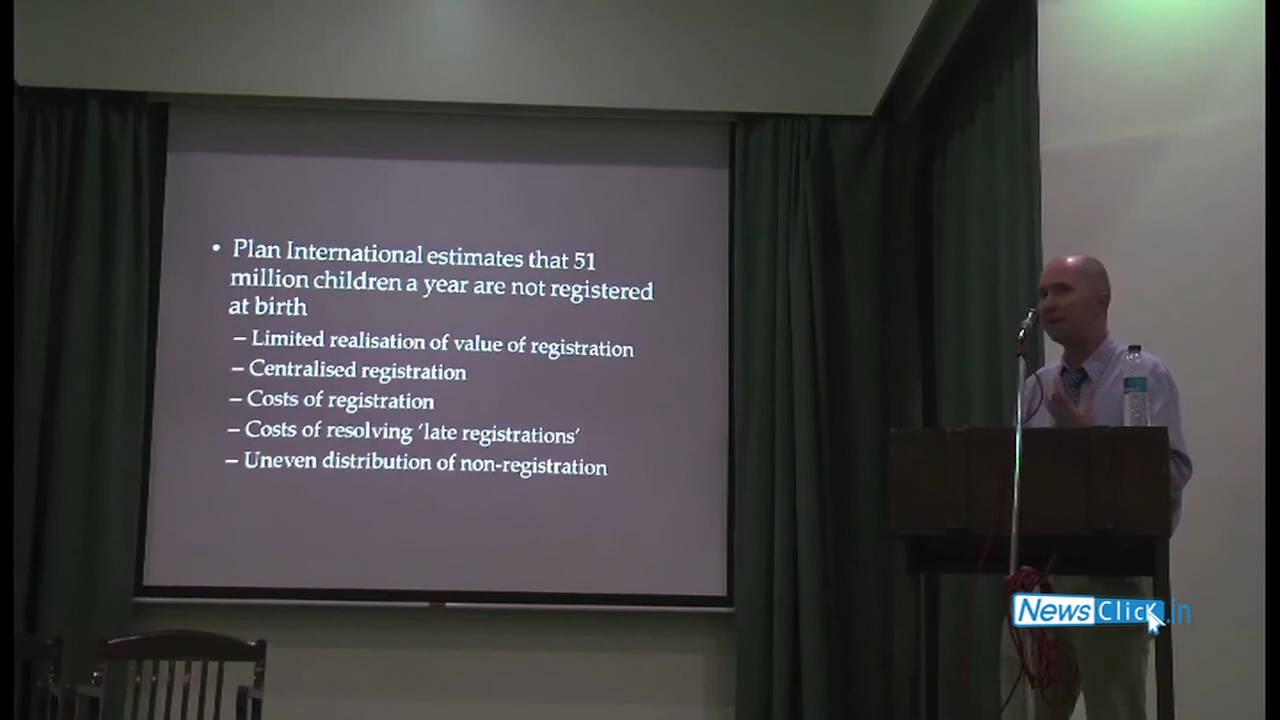 • Plan International estimates that 51
million children a year are not registered
at birth
– Limited realisation of value of registration
– Centralised registration
– Costs of registration
– Costs of resolving ‘late registrations’
– Uneven distribution of non-registration
NewsClick.in